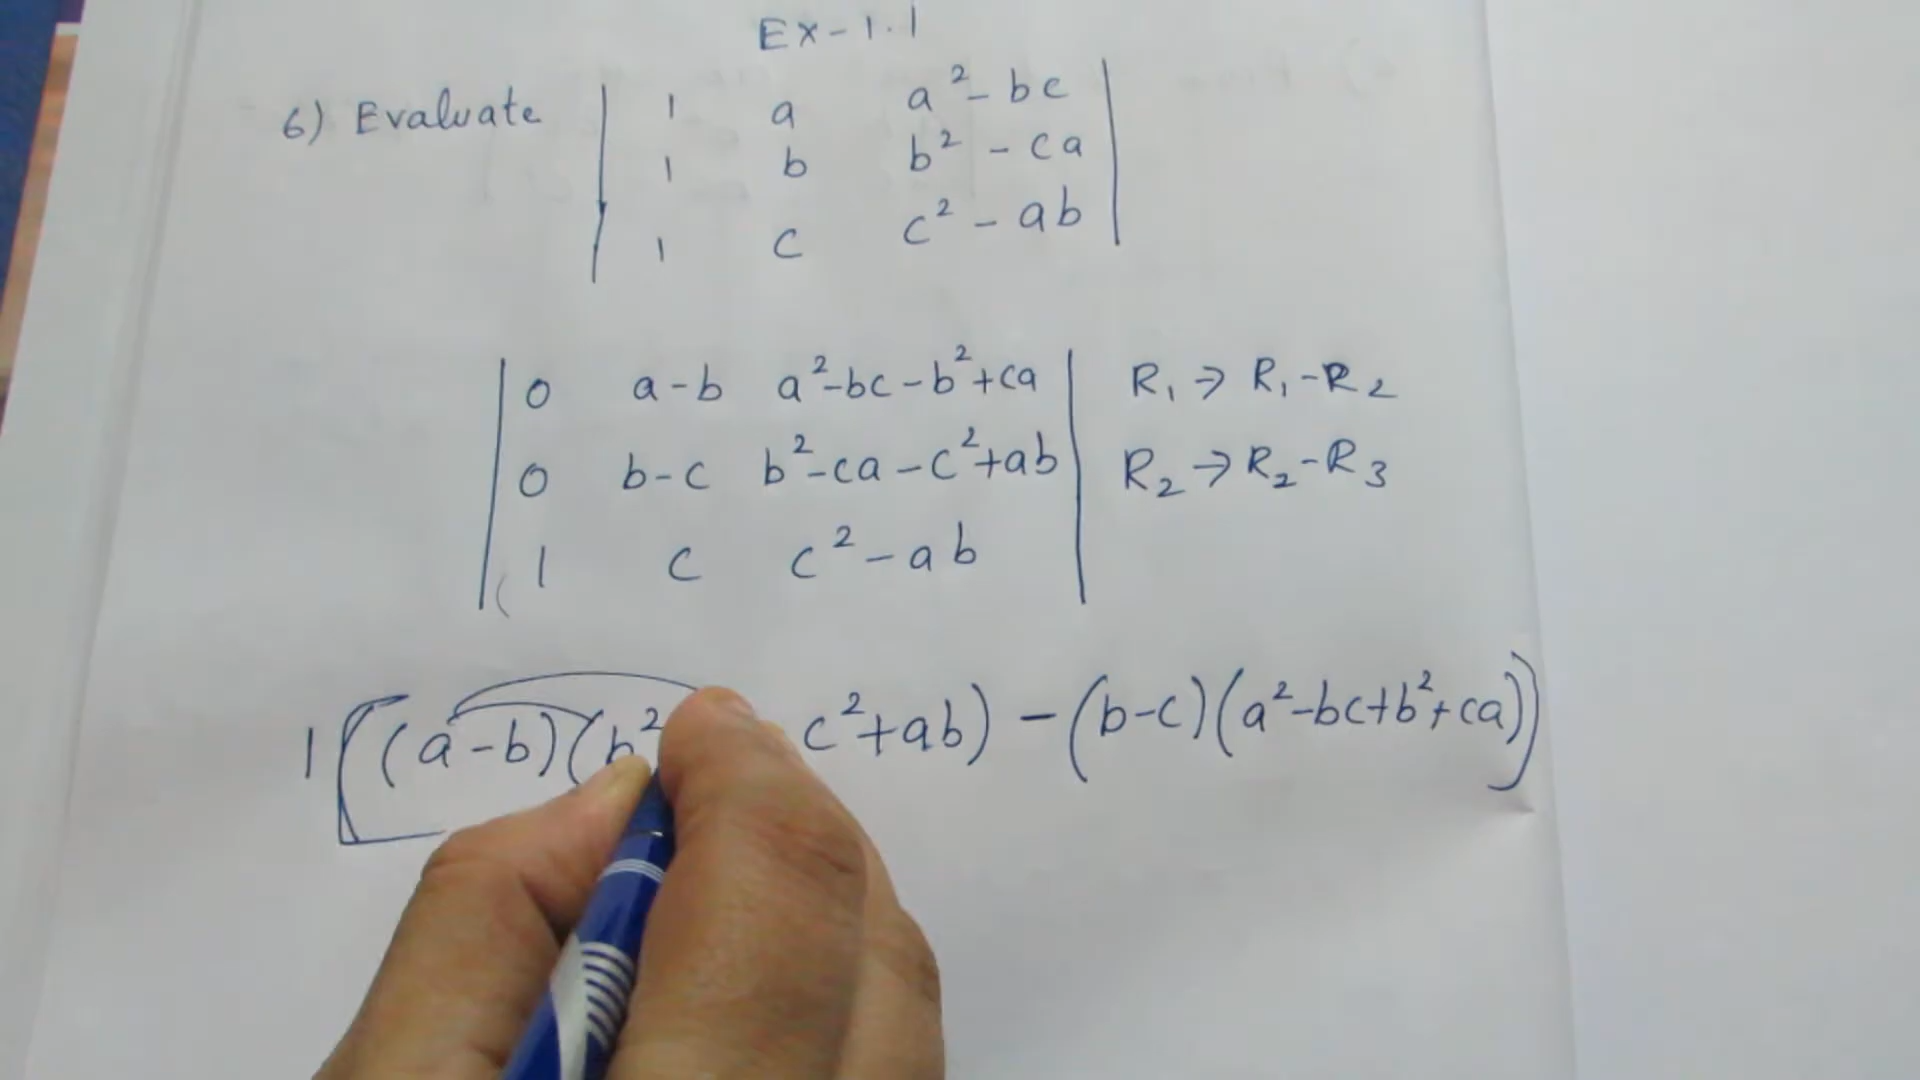 Ex-1.1
6) Evaluate | 1 a a²-bc |
| 1 b b²-ca |
| 1 c c²-ab |
| 0 a-b a²-bc-b²+ca | R₁→R₁-R₂
| 0 b-c b²-ca-c²+ab | R₂→R₂-R₃
| 1 c c²-ab |
1((a-b)(b² c²+ab)-(b-c)(a²-bc+b²+ca))